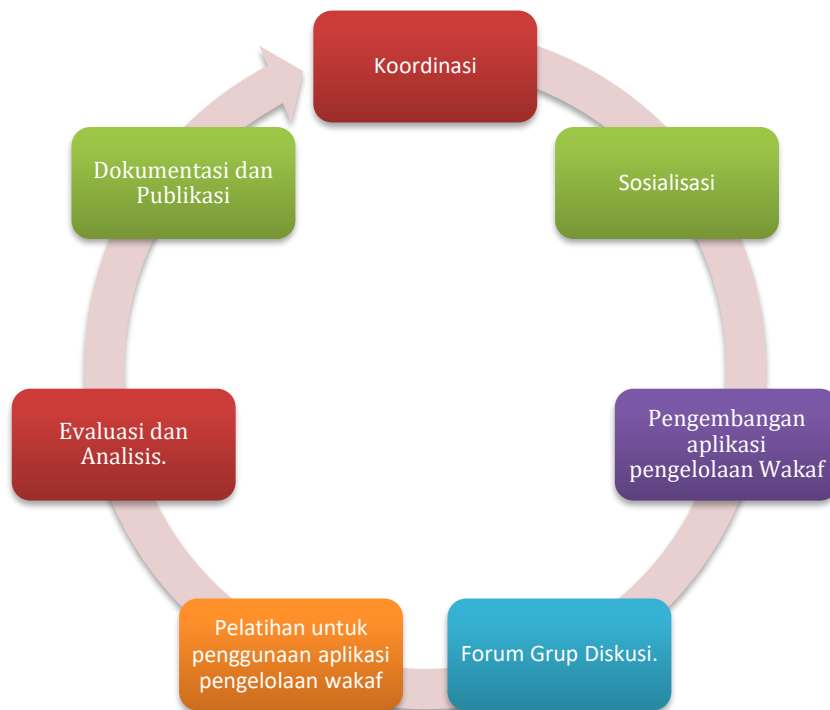 Koordinasi
Sosialisasi
Pengembangan
aplikasi
pengelolaan Wakaf
Forum Grup Diskusi.
Pelatihan untuk
penggunaan aplikasi
pengelolaan wakaf
Evaluasi dan
Analisis.
Dokumentasi dan
Publikasi